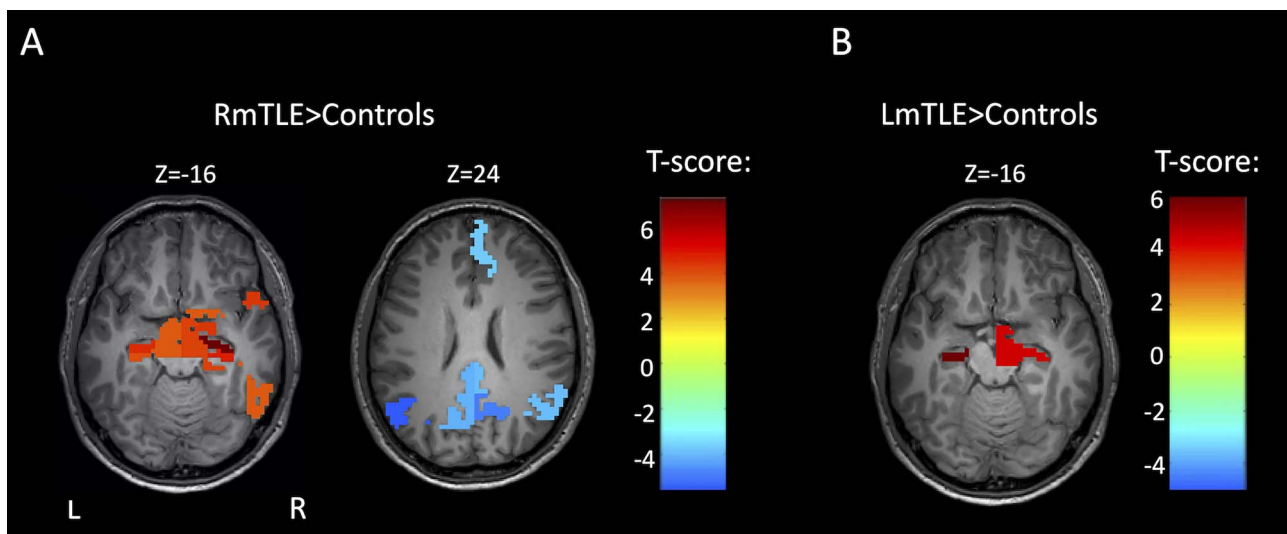 A
B
RmTLE>Controls
LmTLE>Controls
Z=-16
Z=24
T-score:
Z=-16
T-score:
6
4
2
0
-2
-4
6
4
2
0
-2
-4
L
R